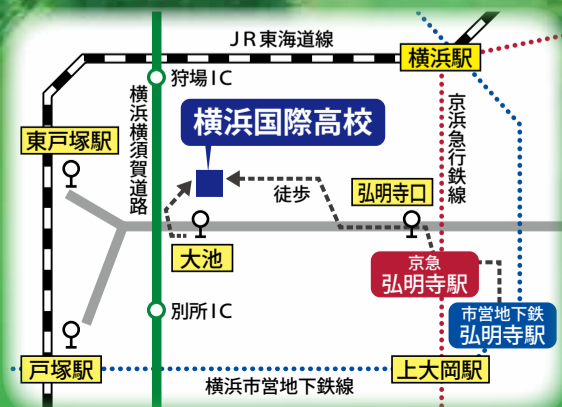 JR東海道線
横浜駅
狩場IC
横浜横須賀道路
京浜急行鉄線
横浜国際高校
東戸塚駅
徒歩
弘明寺口
大池
京急
弘明寺駅
別所IC
市営地下鉄
弘明寺駅
戸塚駅
上大岡駅
横浜市営地下鉄線